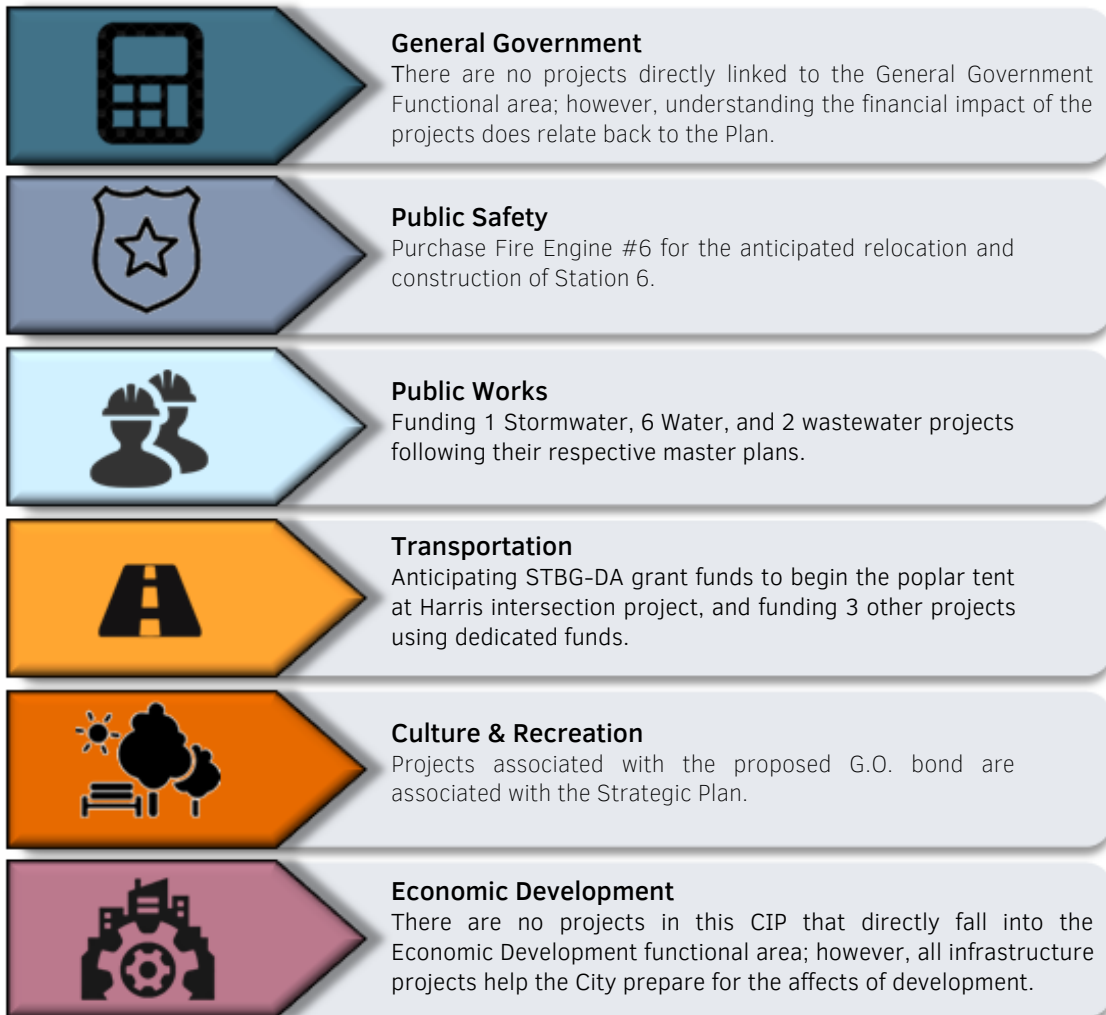 General Government
There are no projects directly linked to the General Government
Functional area; however, understanding the financial impact of the
projects does relate back to the Plan.
Public Safety
Purchase Fire Engine #6 for the anticipated relocation and
construction of Station 6.
Public Works
Funding 1 Stormwater, 6 Water, and 2 wastewater projects
following their respective master plans.
Transportation
Anticipating STBG-DA grant funds to begin the poplar tent
at Harris intersection project, and funding 3 other projects
using dedicated funds.
Culture & Recreation
Projects associated with the proposed G.O. bond are
associated with the Strategic Plan.
Economic Development
There are no projects in this CIP that directly fall into the
Economic Development functional area; however, all infrastructure
projects help the City prepare for the affects of development.